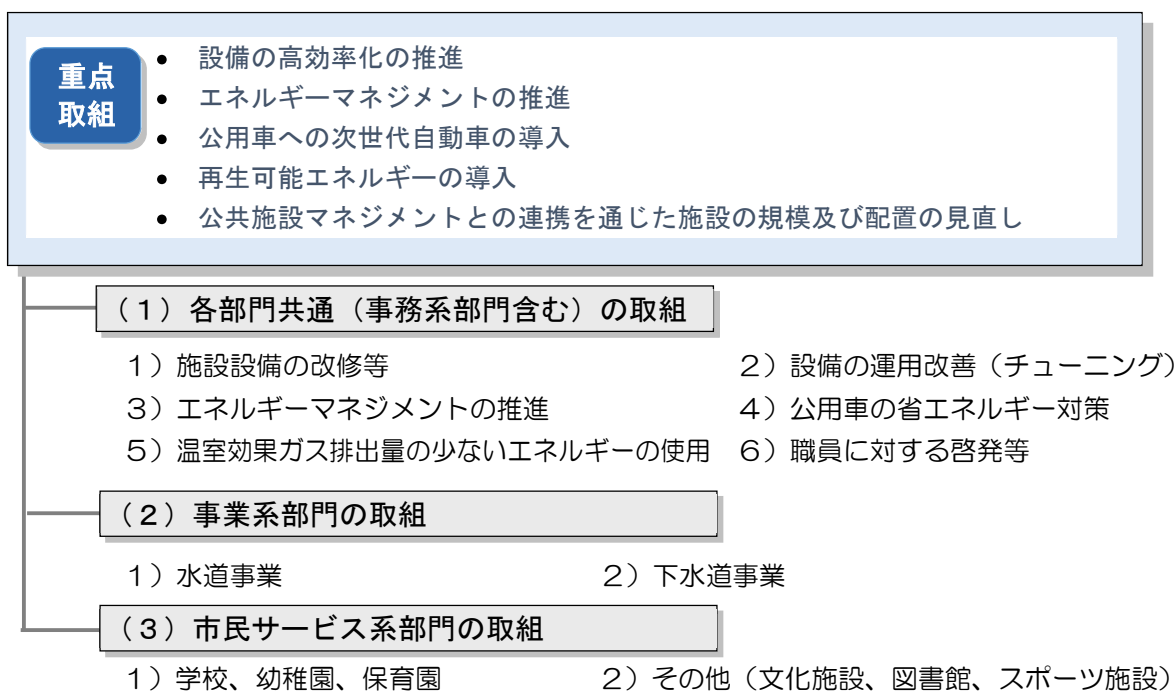 重点
取組
● 設備の高効率化の推進
● エネルギーマネジメントの推進
● 公用車への次世代自動車の導入
● 再生可能エネルギーの導入
● 公共施設マネジメントとの連携を通じた施設の規模及び配置の見直し
（１）各部門共通（事務系部門含む）の取組
１）施設設備の改修等 ２）設備の運用改善（チューニング）
３）エネルギーマネジメントの推進 ４）公用車の省エネルギー対策
５）温室効果ガス排出量の少ないエネルギーの使用 ６）職員に対する啓発等
（２）事業系部門の取組
１）水道事業 ２）下水道事業
（３）市民サービス系部門の取組
１）学校、幼稚園、保育園 ２）その他（文化施設、図書館、スポーツ施設）